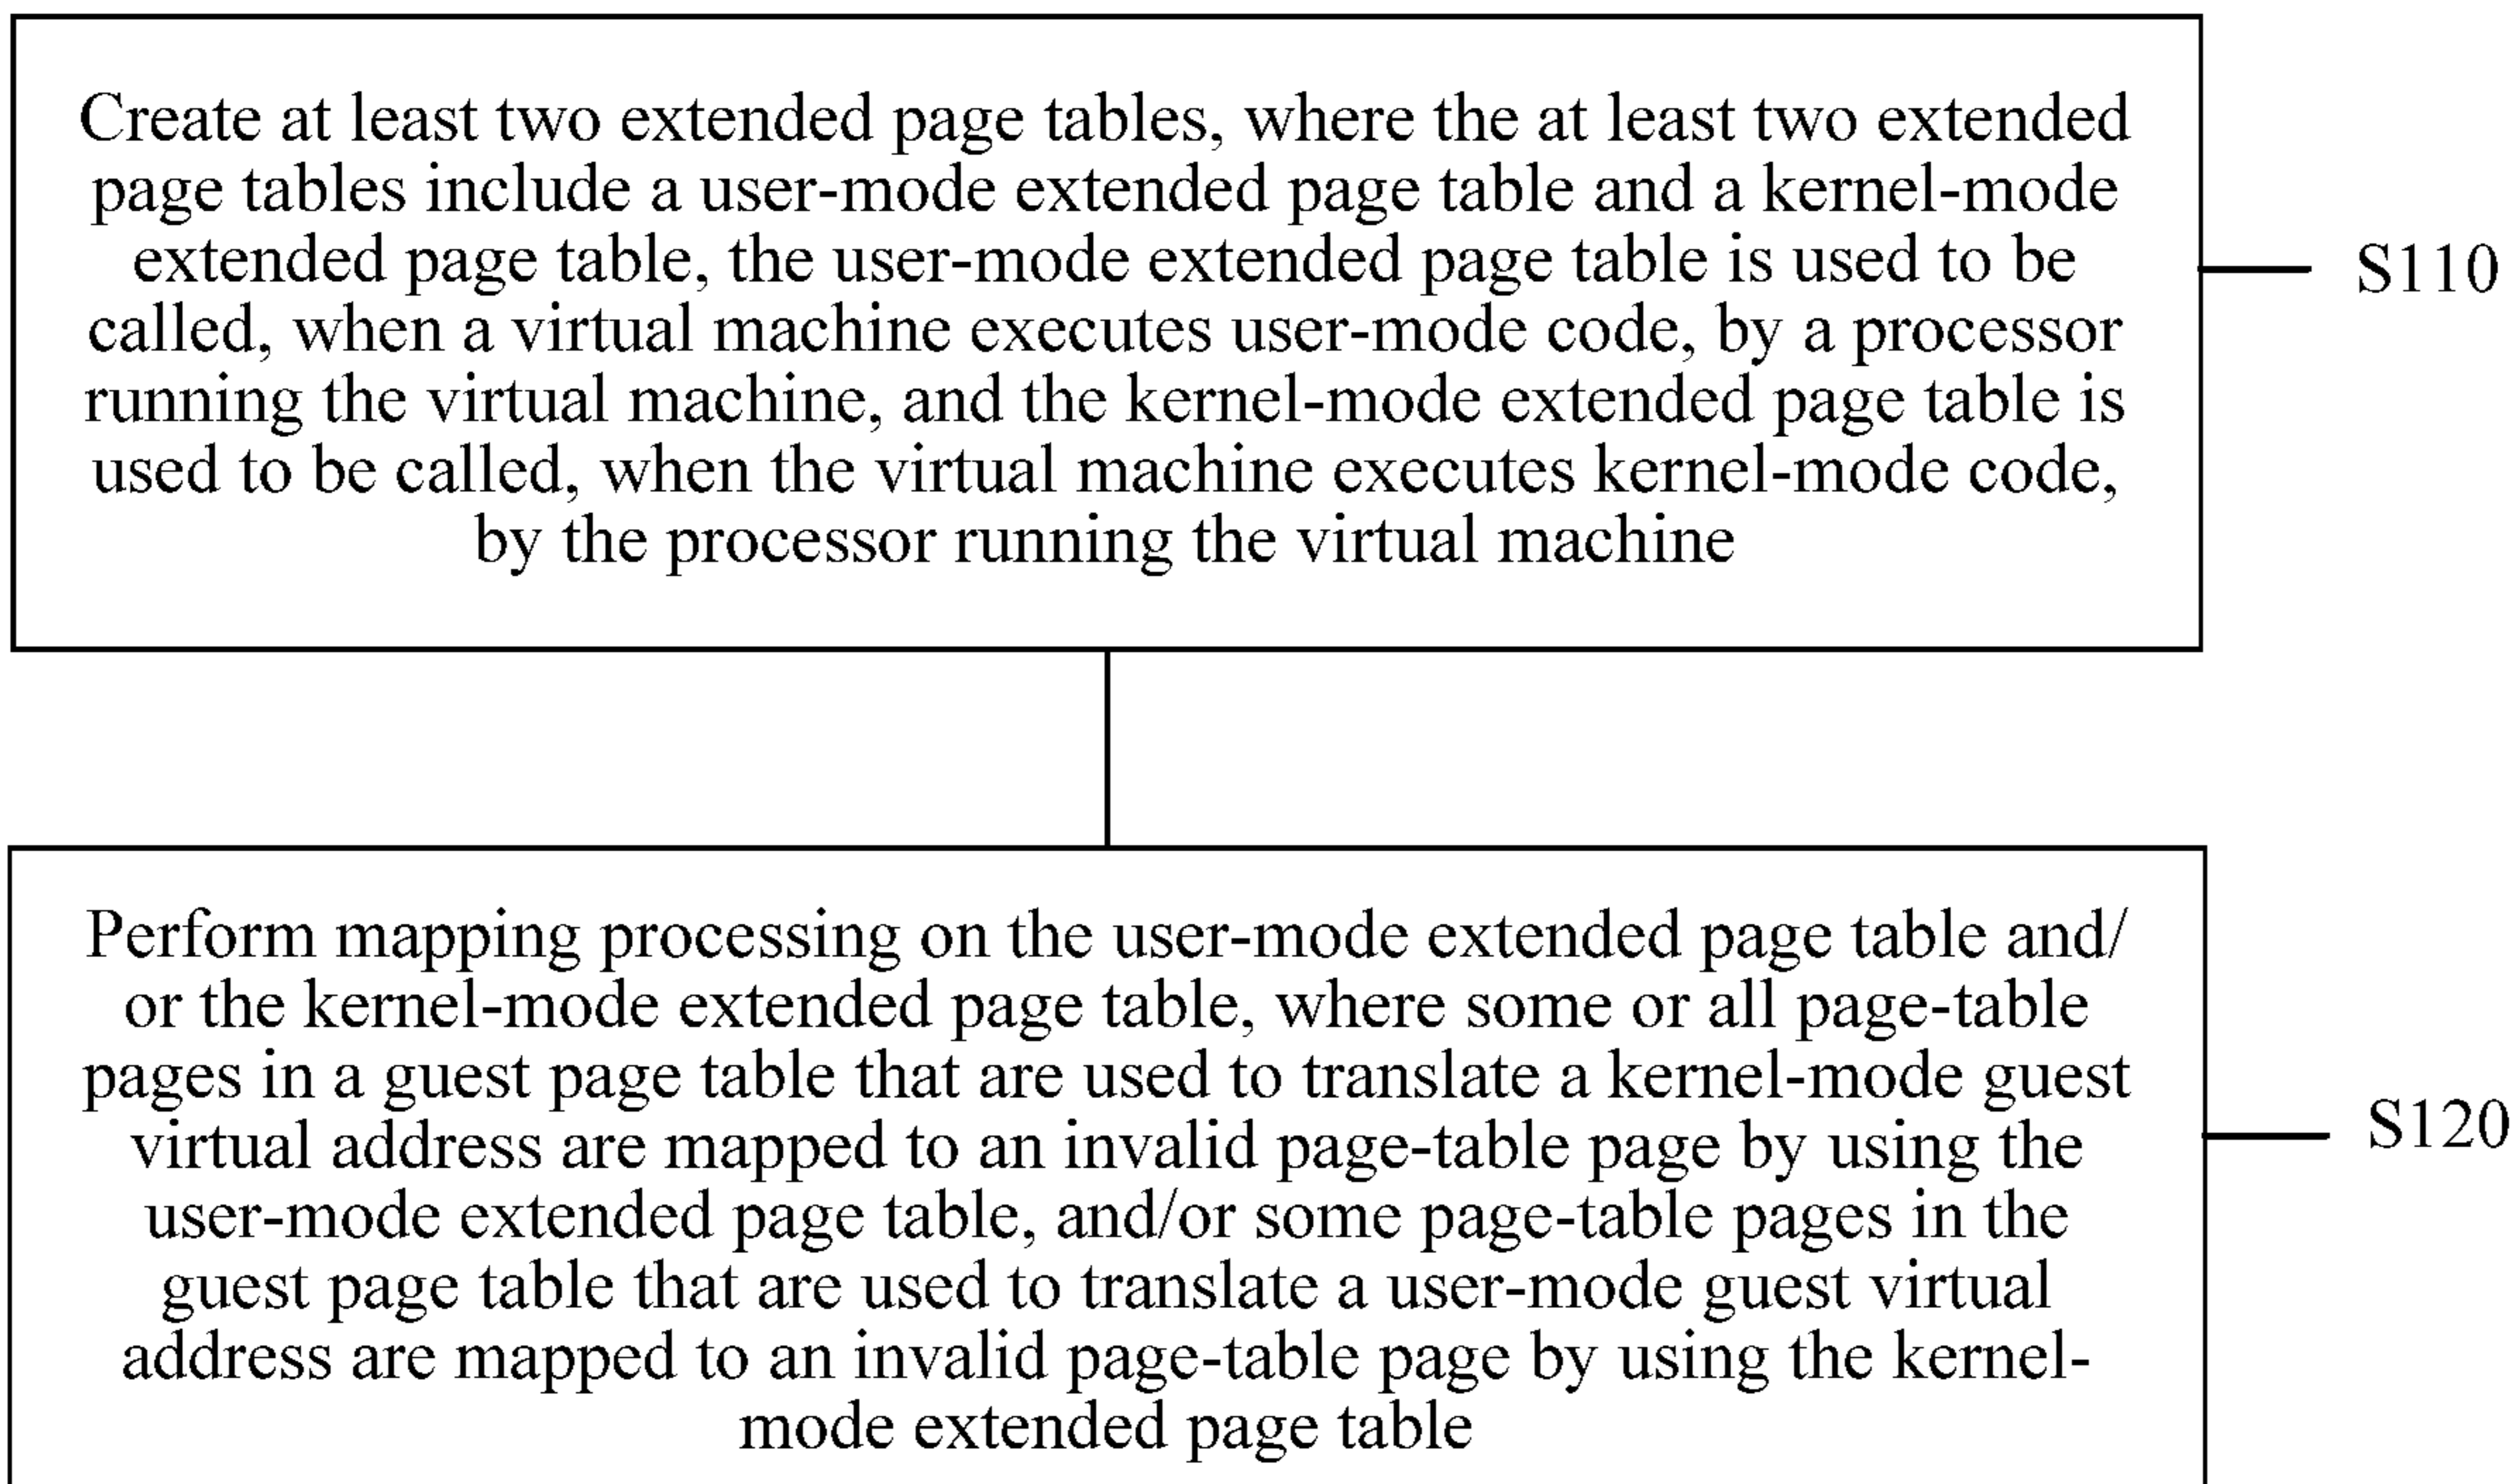 Create at least two extended page tables, where the at least two extended
page tables include a user-mode extended page table and a kernel-mode
extended page table, the user-mode extended page table is used to be
called, when a virtual machine executes user-mode code, by a processor
running the virtual machine, and the kernel-mode extended page table is
used to be called, when the virtual machine executes kernel-mode code,
by the processor running the virtual machine
S110
Perform mapping processing on the user-mode extended page table and/
or the kernel-mode extended page table, where some or all page-table
pages in a guest page table that are used to translate a kernel-mode guest
virtual address are mapped to an invalid page-table page by using the
user-mode extended page table, and/or some page-table pages in the
guest page table that are used to translate a user-mode guest virtual
address are mapped to an invalid page-table page by using the kernel-
mode extended page table
S120